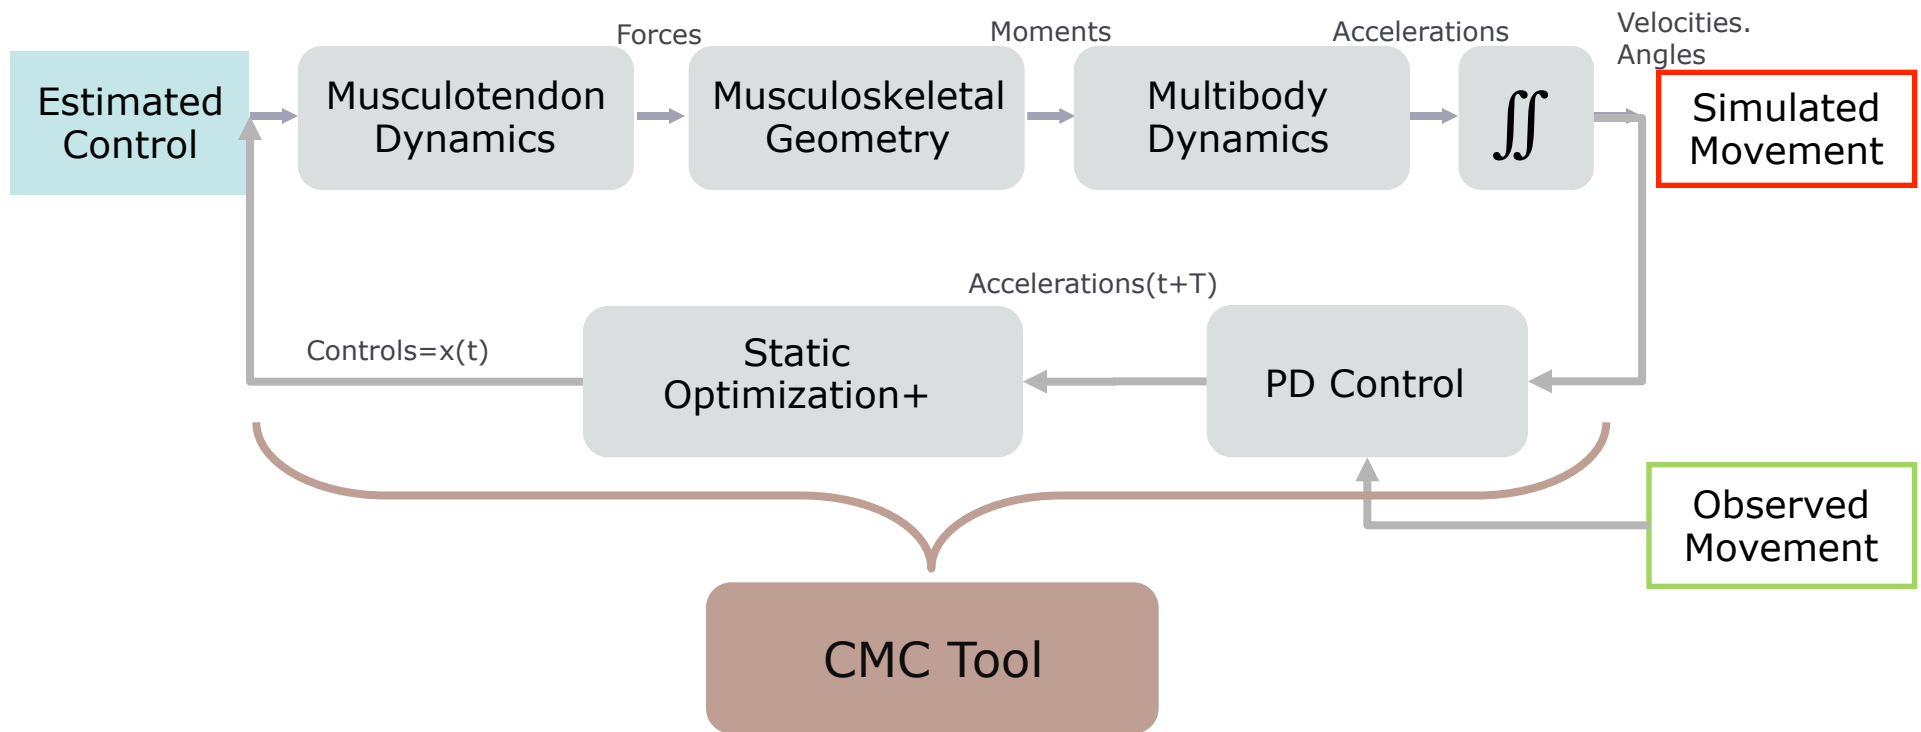 Forces
Moments
Accelerations
Velocities.
Angles
Estimated
Control
Musculotendon
Dynamics
Musculoskeletal
Geometry
Multibody
Dynamics
∬
Simulated
Movement
Accelerations(t+T)
Controls=x(t)
Static
Optimization+
PD Control
Observed
Movement
CMC Tool